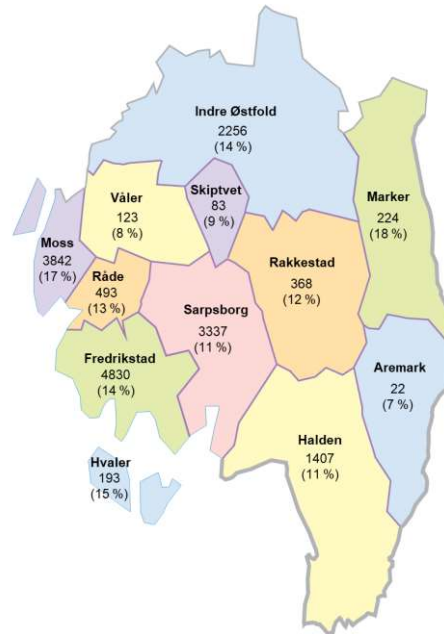 Indre Østfold
2256
(14 %)
Skiptvet
83
(9 %)
Våler
123
(8 %)
Marker
224
(18 %)
Moss
3842
(17 %)
Råde
493
(13 %)
Rakkestad
368
(12 %)
Sarpsborg
3337
(11 %)
Fredrikstad
4830
(14 %)
Aremark
22
(7 %)
Halden
1407
(11 %)
Hvaler
193
(15 %)